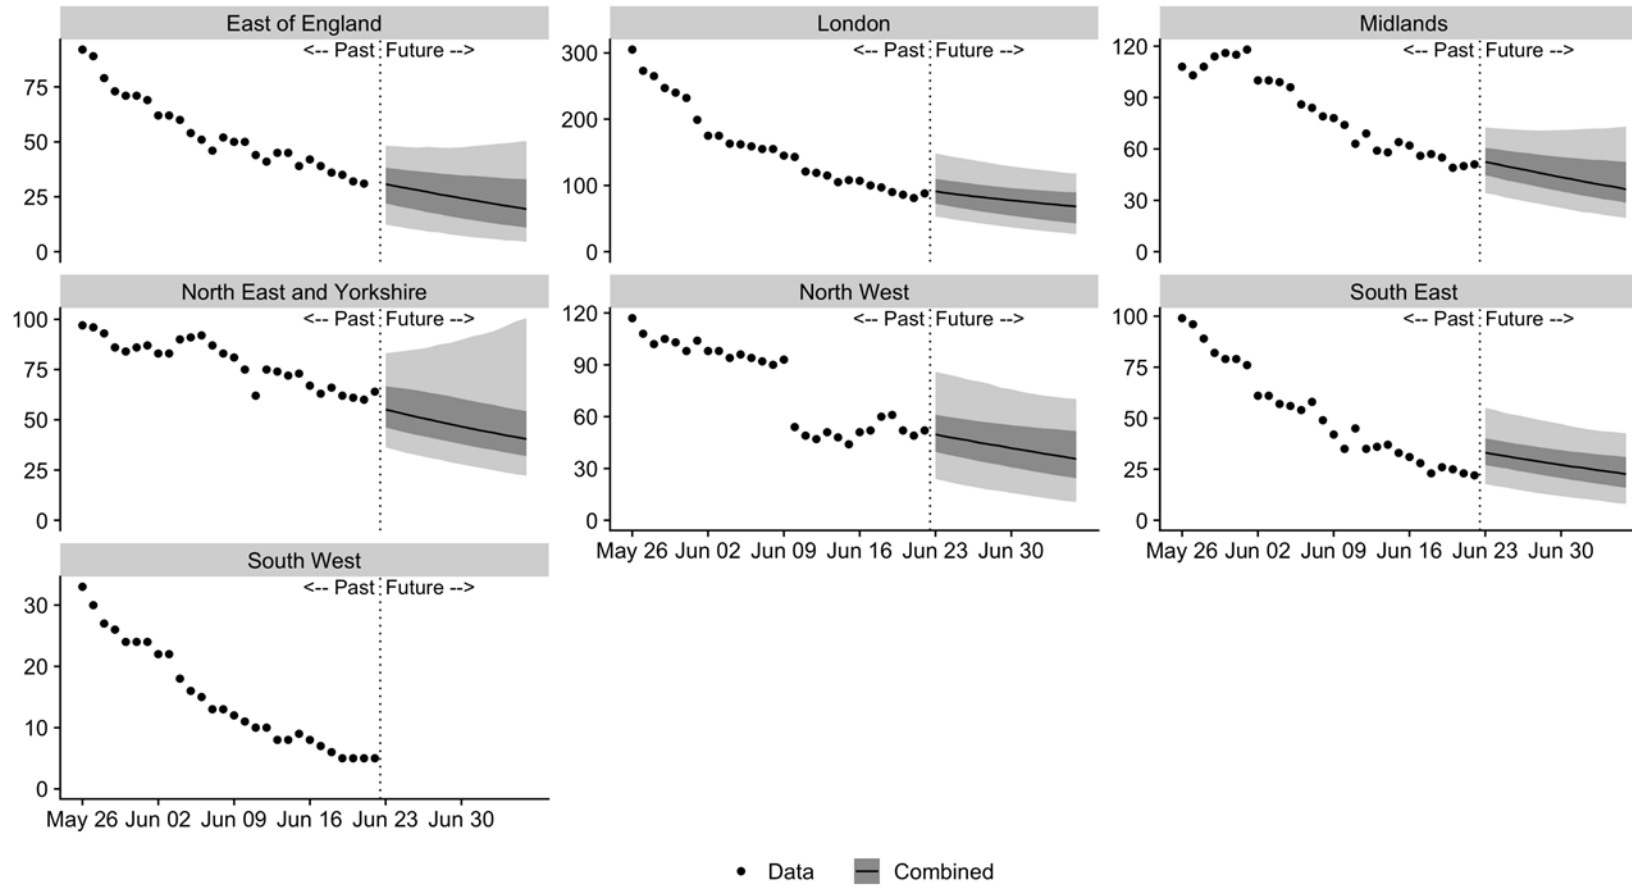 East of England
<-- Past Future -->
75
50
25
0
London
<-- Past Future -->
300
200
100
0
Midlands
<-- Past Future -->
120
90
60
30
0
North East and Yorkshire
<-- Past Future -->
100
75
50
25
0
North West
<-- Past Future -->
120
90
60
30
0
May 26 Jun 02 Jun 09 Jun 16 Jun 23 Jun 30
South East
<-- Past Future -->
100
75
50
25
0
May 26 Jun 02 Jun 09 Jun 16 Jun 23 Jun 30
South West
<-- Past Future -->
30
20
10
0
May 26 Jun 02 Jun 09 Jun 16 Jun 23 Jun 30
Data Combined